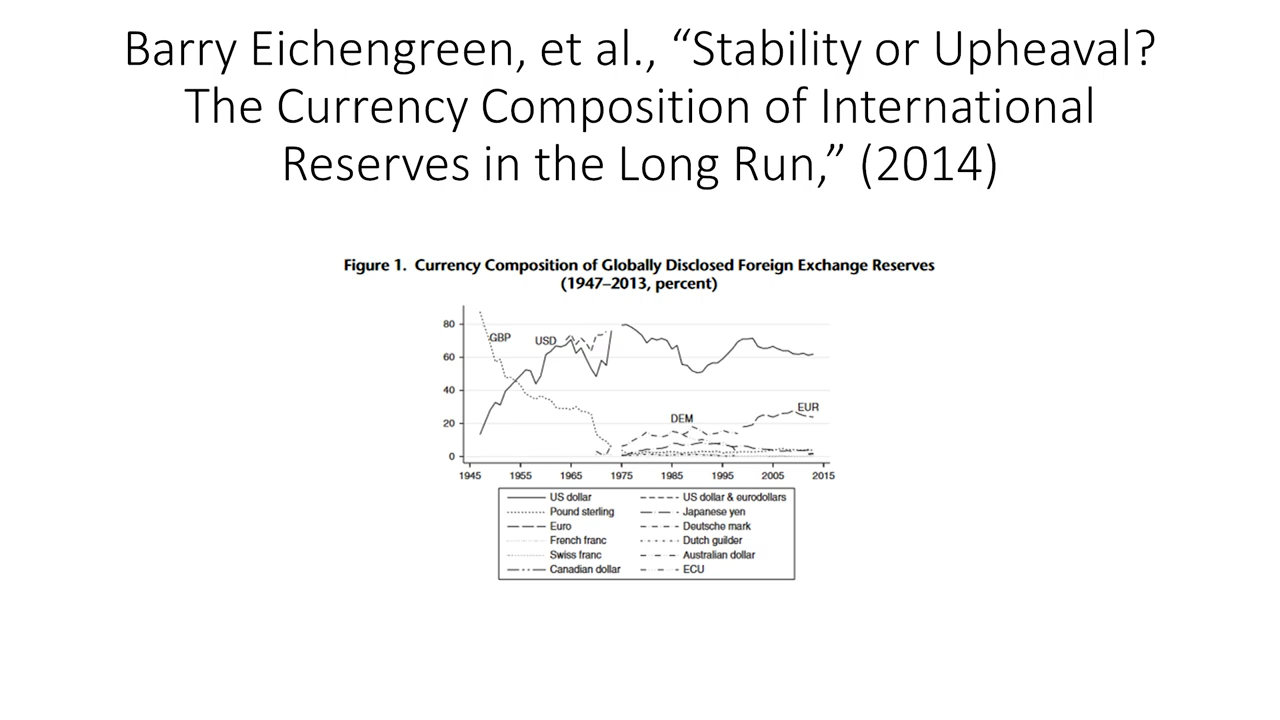 Barry Eichengreen, et al., “Stability or Upheaval?
The Currency Composition of International
Reserves in the Long Run,” (2014)
Figure 1. Currency Composition of Globally Disclosed Foreign Exchange Reserves
(1947–2013, percent)
80
60
40
20
0
GBP
USD
DEM
EUR
1945 1955 1965 1975 1985 1995 2005 2015
US dollar US dollar & eurodollars
Pound sterling Japanese yen
Euro Deutsche mark
French franc Dutch guilder
Swiss franc Australian dollar
Canadian dollar ECU